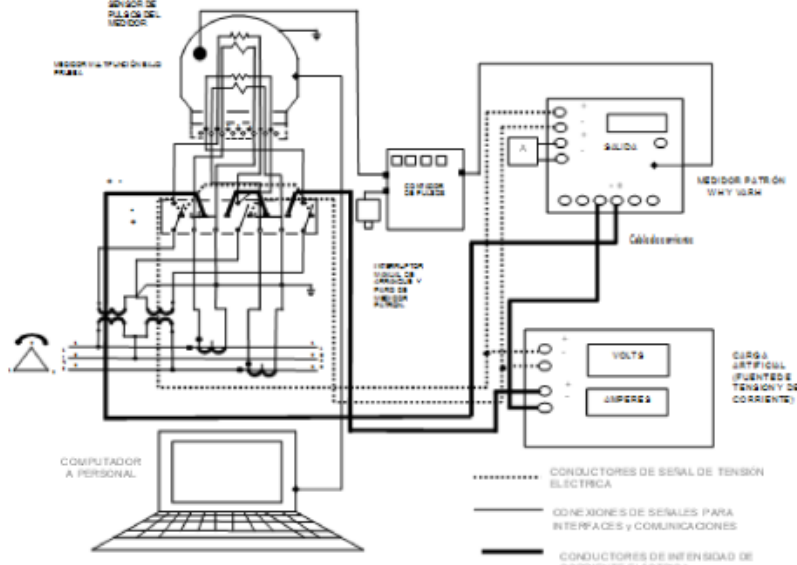 SENSOR DE
PULSOS DEL
MEDIDOR
MEDIDOR MULTIFUNCIÓN BAJO
PRUEBA
SALIDA
A
MEDIDOR PATRÓN
WH Y VARH
CONTADOR
DE PULSOS
Cable de corriente
INTERRUPTOR
MANUAL DE
ARRANQUE Y
PARO DE
MEDIDOR
PATRÓN
VOLTS
AMPERES
CARGA
ARTIFICIAL
(FUENTE DE
TENSION Y DE
CORRIENTE)
COMPUTADOR
A PERSONAL
CONDUCTORES DE SEÑAL DE TENSIÓN
ELÉCTRICA
CONEXIONES DE SEÑALES PARA
INTERFACES y COMUNICACIONES
CONDUCTORES DE INTENSIDAD DE